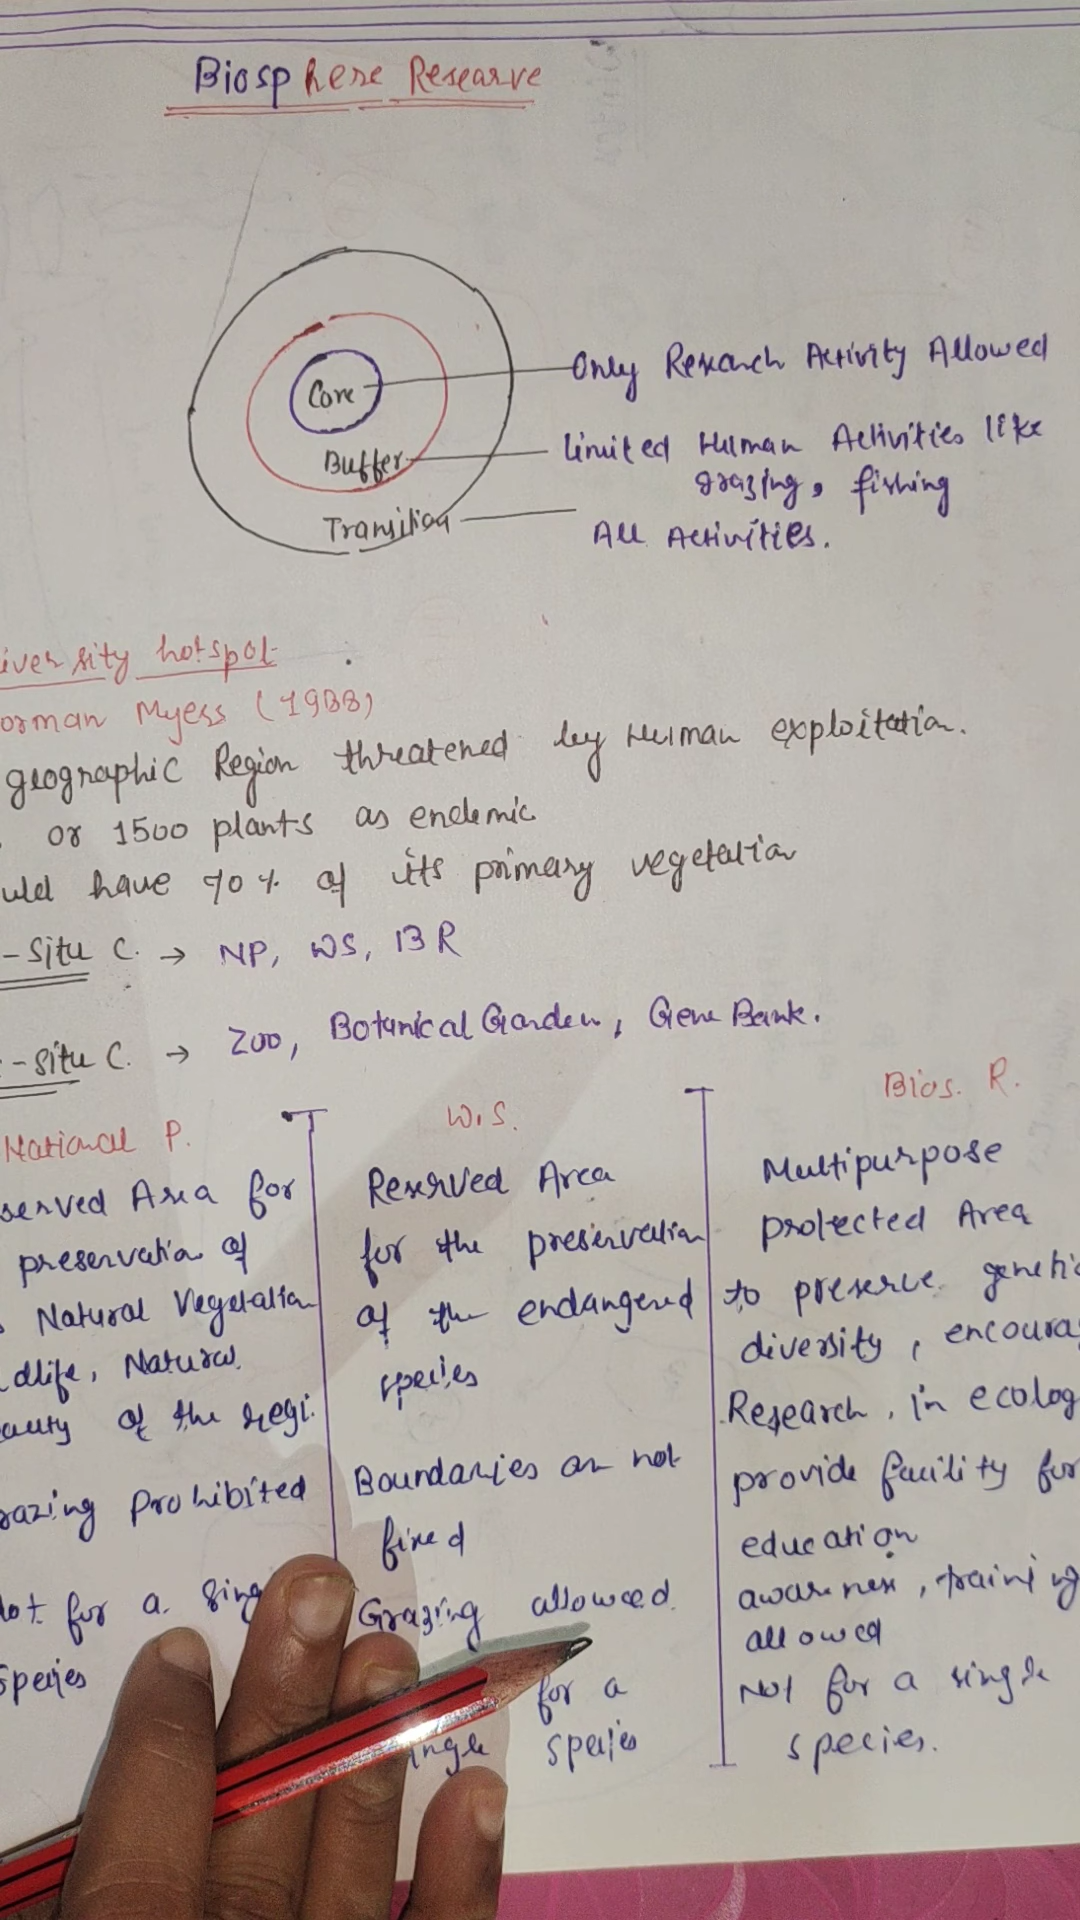 Biosphere Researve
Core
Only Research Activity Allowed
Buffer
Limited Human Activities like
grazing, fishing
Transition
All Activities.
iversity hotspot
orman Myess (1988)
geographic Region threatened by Human exploitation.
or 1500 plants as endemic
uld have 70% of its primary vegetation
-Situ C. → NP, WS, BR
-Situ C. → Zoo, Botanical Garden, Gene Bank.
National P.
served Area for
preservation of
Natural Vegetation
dlife, Natural
auty of the regi.
razing Prohibited
ot for a sing
species
W.S.
Reserved Area
for the preservation
of the endangered
species
Boundaries are not
fixed
Grazing allowed.
for a
ingle species
Bios. R.
Multipurpose
protected Area
to preserve genetic
diversity, encoura
Research, in ecolog
provide facility for
education
awareness, training
allowed
Not for a single
species.